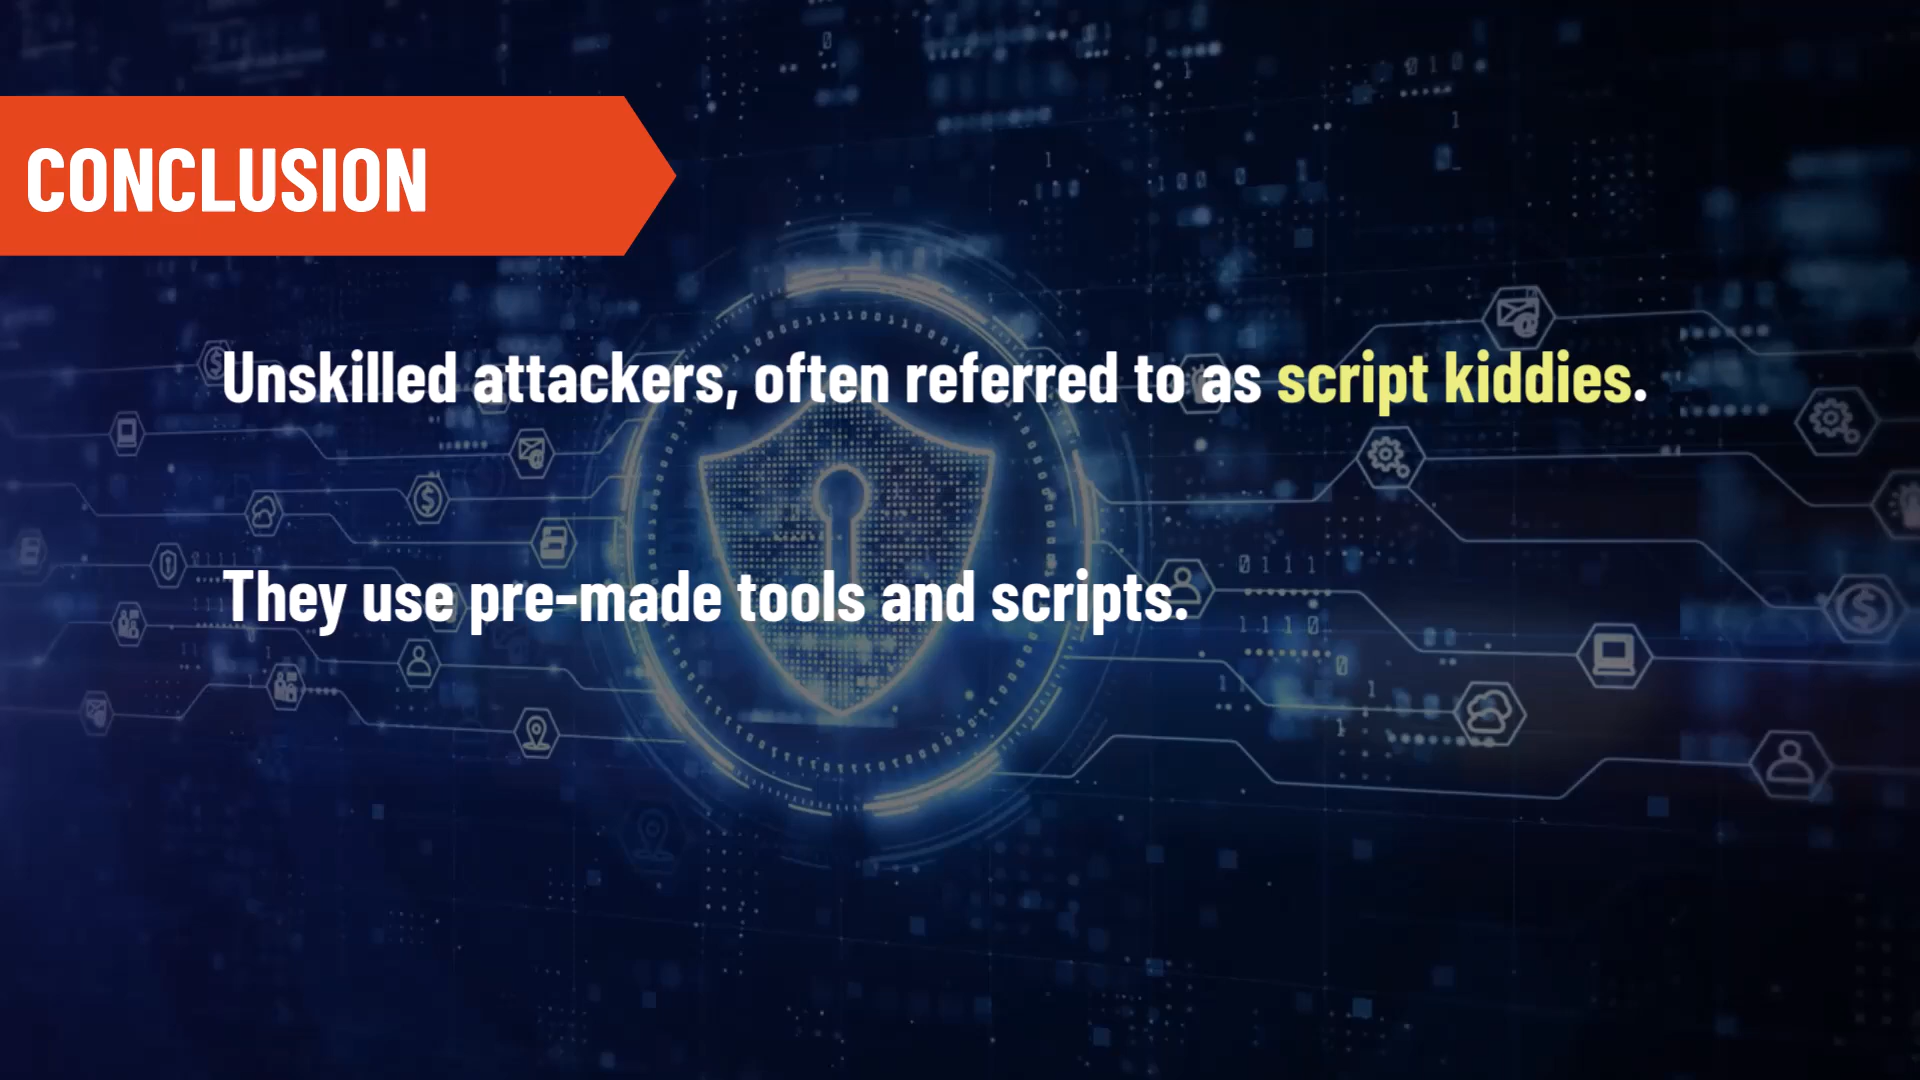 CONCLUSION
Unskilled attackers, often referred to as script kiddies.
They use pre-made tools and scripts.